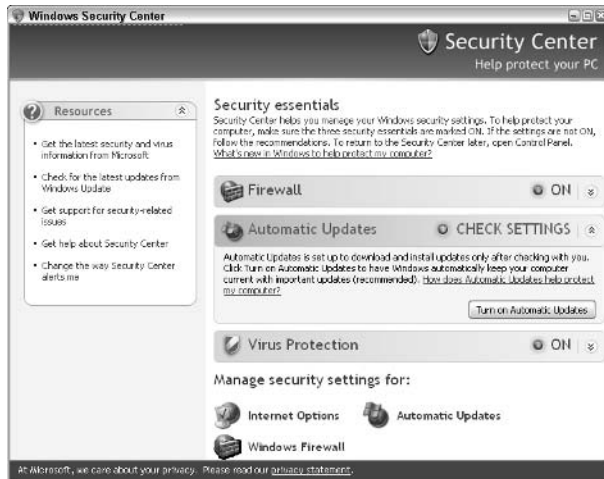 Windows Security Center
Security Center
Help protect your PC
Resources
• Get the latest security and virus
information from Microsoft
• Check for the latest updates from
Windows Update
• Get support for security-related
issues
• Get help about Security Center
• Change the way Security Center
alerts me
Security essentials
Security Center helps you manage your Windows security settings. To help protect your
computer, make sure the three security essentials are marked ON. If the settings are not ON,
follow the recommendations. To return to the Security Center later, open Control Panel.
What's new in Windows to help protect my computer?
Firewall
ON
Automatic Updates
CHECK SETTINGS
Automatic Updates is set up to download and install updates only after checking with you.
Click Turn on Automatic Updates to have Windows automatically keep your computer
current with important updates (recommended). How does Automatic Updates help protect
my computer?
Turn on Automatic Updates
Virus Protection
ON
Manage security settings for:
Internet Options
Automatic Updates
Windows Firewall
At Microsoft, we care about your privacy. Please read our privacy statement.